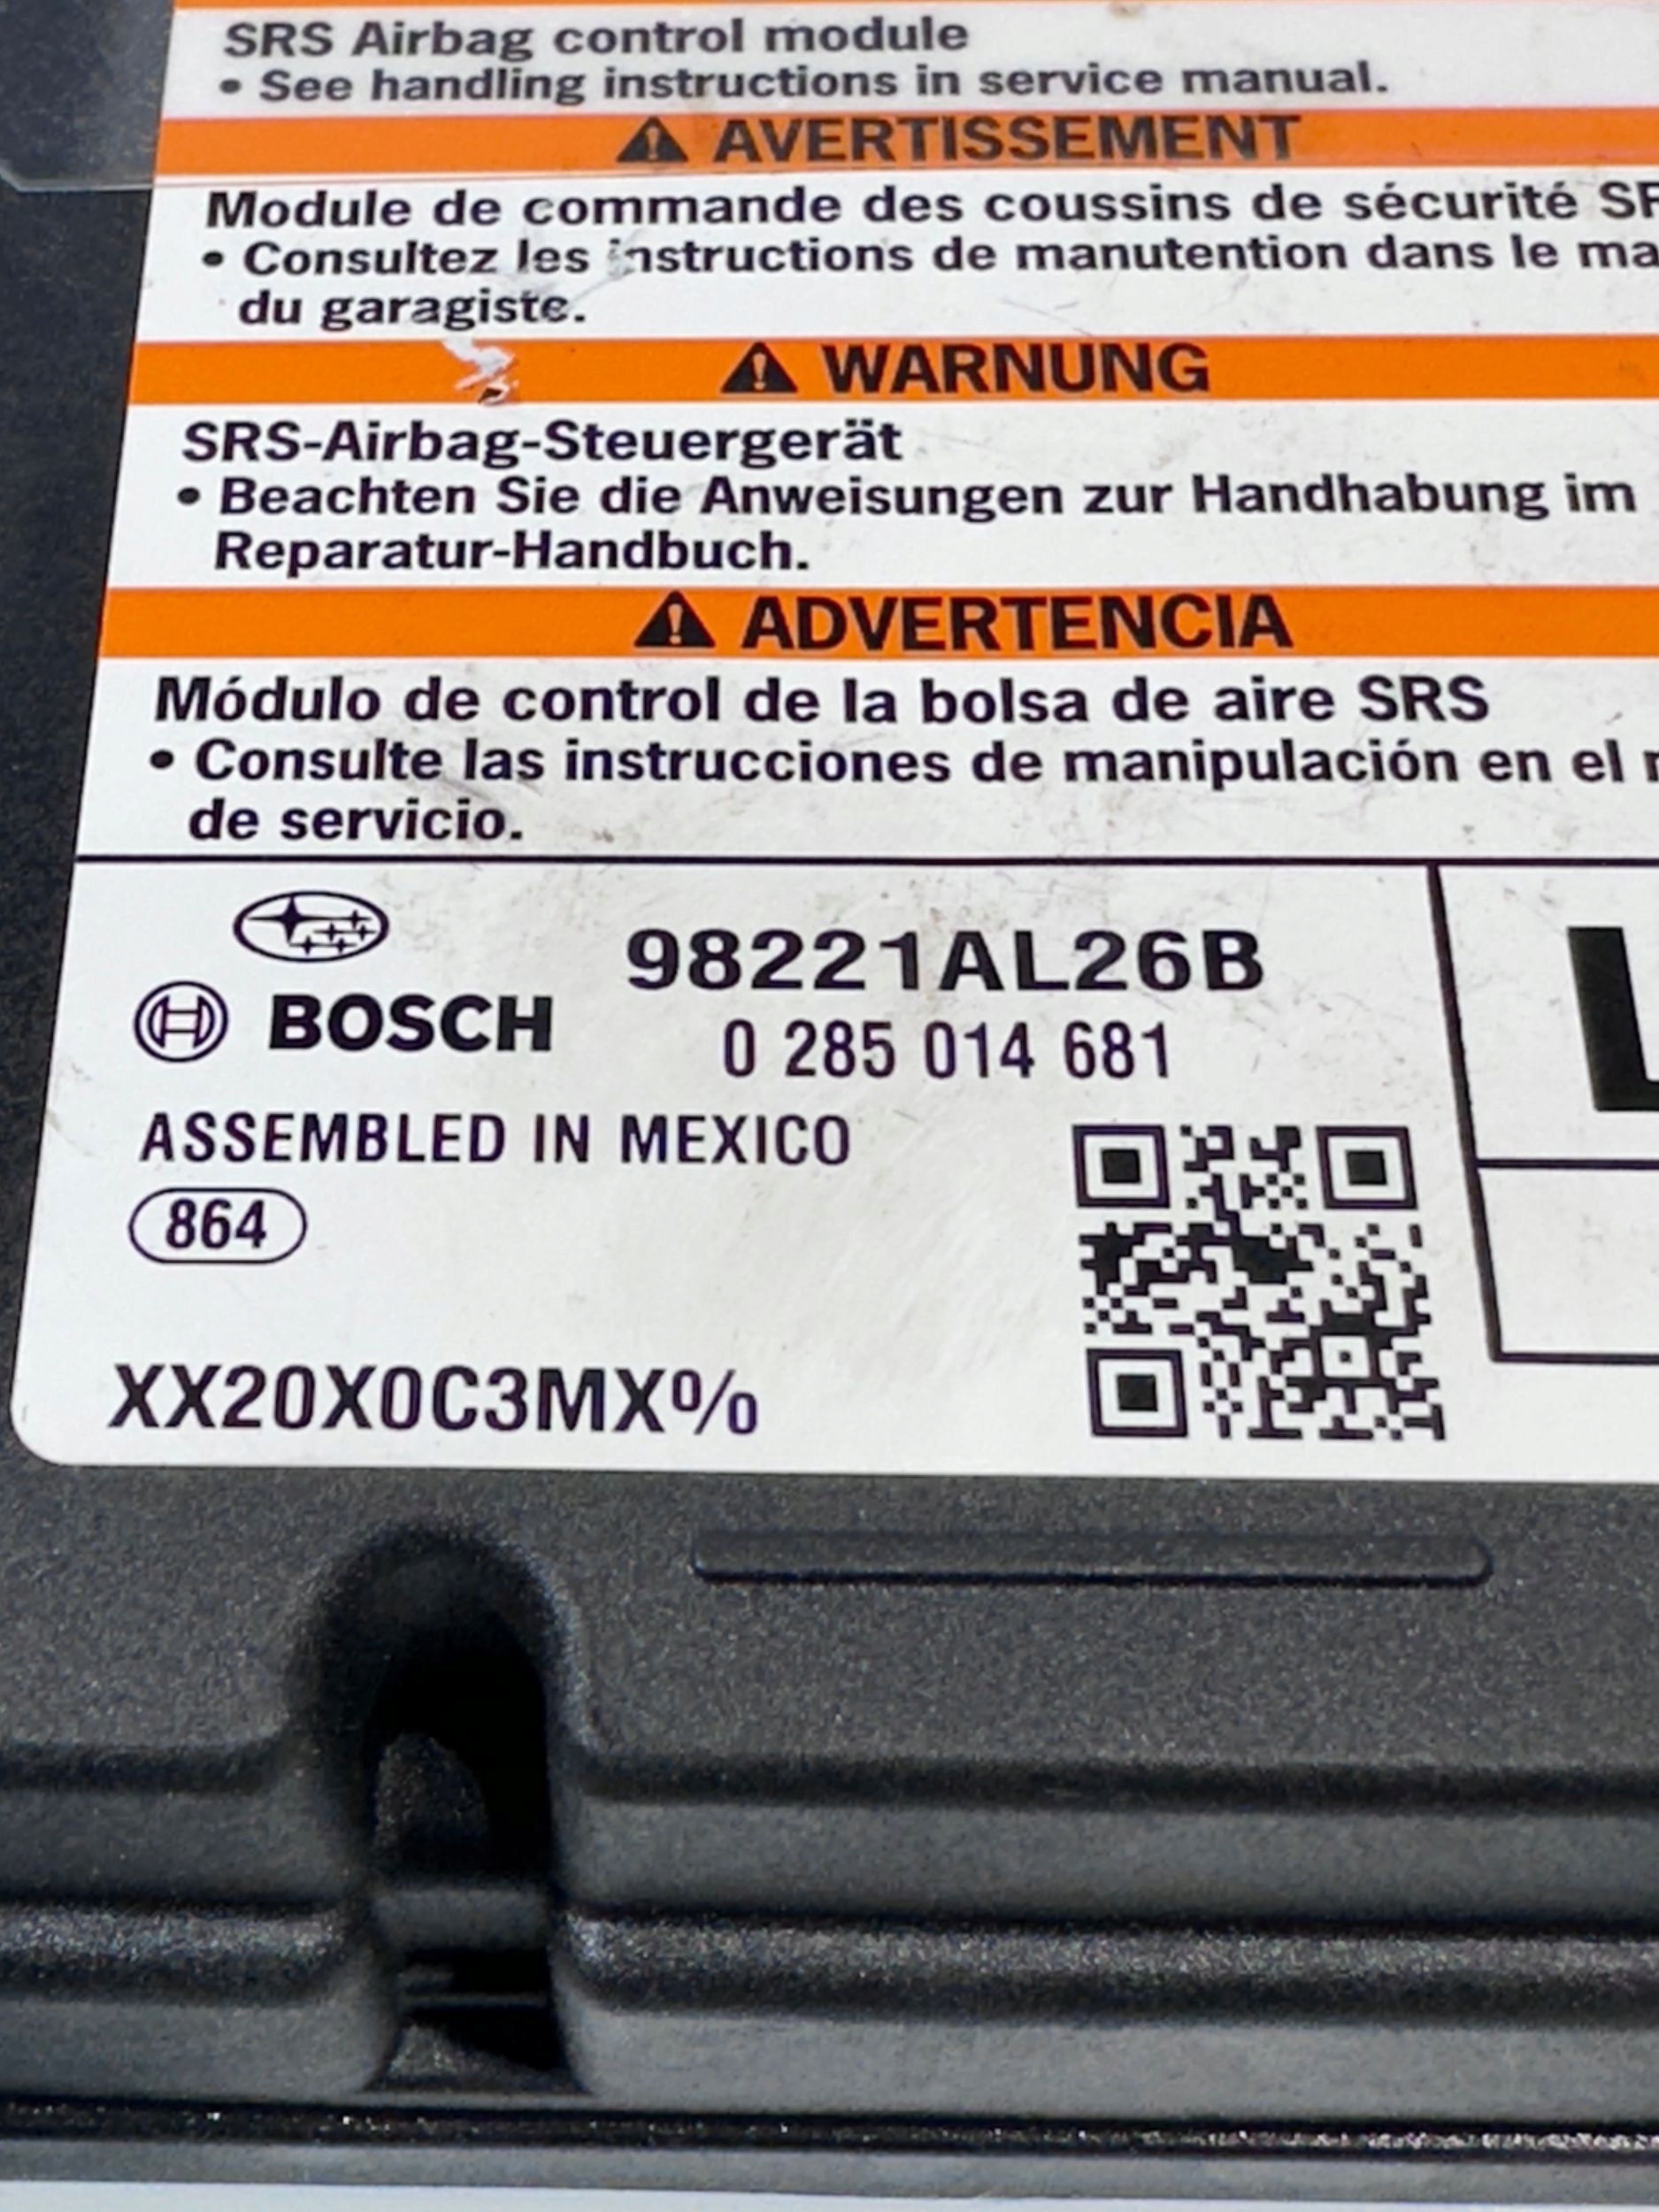 SRS Airbag control module
• See handling instructions in service manual.
AVERTISSEMENT
Module de commande des coussins de sécurité
• Consultez les instructions de manutention dans le
du garagiste.
WARNUNG
SRS-Airbag-Steuergerät
• Beachten Sie die Anweisungen zur Handhabung im
Reparatur-Handbuch.
ADVERTENCIA
Módulo de control de la bolsa de aire SRS
• Consulte las instrucciones de manipulación en el
de servicio.
98221AL26B
BOSCH
0 285 014 681
ASSEMBLED IN MEXICO
864
XX20X0C3MX%